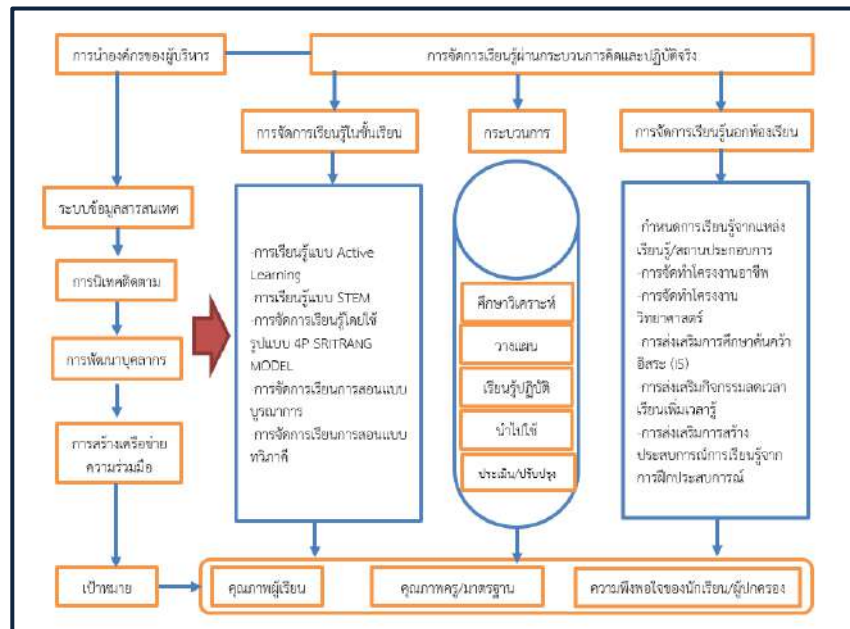 การนำองค์กรของผู้บริหาร
การจัดการเรียนรู้ผ่านกระบวนการคิดและปฏิบัติจริง
การจัดการเรียนรู้ในชั้นเรียน
กระบวนการ
การจัดการเรียนรู้นอกห้องเรียน
ระบบข้อมูลสารสนเทศ
การนิเทศติดตาม
การพัฒนาบุคลากร
การสร้างเครือข่าย
ความร่วมมือ
-การเรียนรู้แบบ Active
Learning
-การเรียนรู้แบบ STEM
-การจัดการเรียนรู้โดยใช้
รูปแบบ 4P SRITRANG
MODEL
-การจัดการเรียนการสอนแบบ
บูรณาการ
-การจัดการเรียนการสอนแบบ
ทวิภาคี
ศึกษาวิเคราะห์
วางแผน
เรียนรู้ปฏิบัติ
นำไปใช้
ประเมิน/ปรับปรุง
-กำหนดการเรียนรู้จากแหล่ง
เรียนรู้/สถานประกอบการ
-การจัดทำโครงงานอาชีพ
-การจัดทำโครงงาน
วิทยาศาสตร์
-การส่งเสริมการศึกษาค้นคว้า
อิสระ (IS)
-การส่งเสริมกิจกรรมลดเวลา
เรียนเพิ่มเวลารู้
-การส่งเสริมการสร้าง
ประสบการณ์การเรียนรู้จาก
การฝึกประสบการณ์
เป้าหมาย
คุณภาพผู้เรียน
คุณภาพครู/มาตรฐาน
ความพึงพอใจของนักเรียน/ผู้ปกครอง